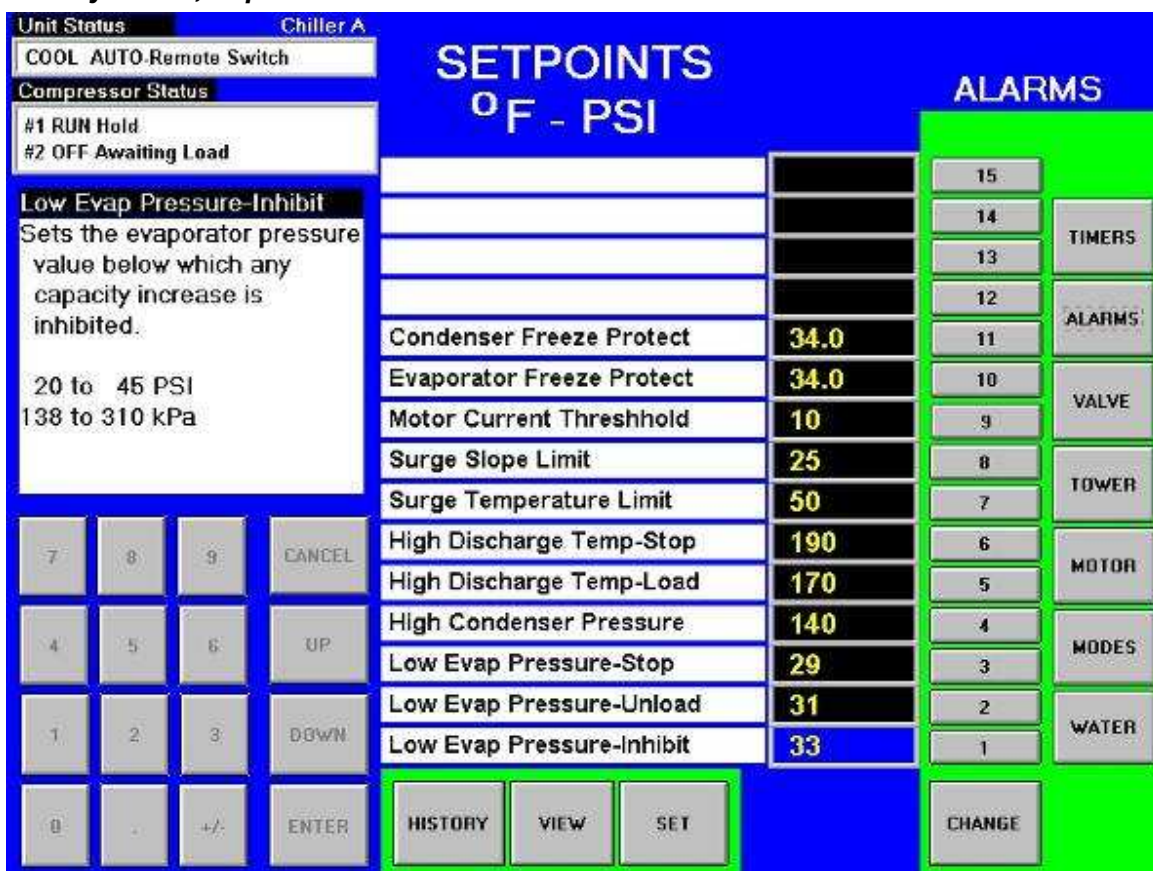 Unit Status Chiller A
COOL AUTO-Remote Switch
Compressor Status
#1 RUN Hold
#2 OFF Awaiting Load
Low Evap Pressure-Inhibit
Sets the evaporator pressure
value below which any
capacity increase is
inhibited.
20 to 45 PSI
138 to 310 kPa
7 8 9 CANCEL
4 5 6 UP
1 2 3 DOWN
0 . +/- ENTER
SETPOINTS
ºF - PSI
Condenser Freeze Protect 34.0
Evaporator Freeze Protect 34.0
Motor Current Threshhold 10
Surge Slope Limit 25
Surge Temperature Limit 50
High Discharge Temp-Stop 190
High Discharge Temp-Load 170
High Condenser Pressure 140
Low Evap Pressure-Stop 29
Low Evap Pressure-Unload 31
Low Evap Pressure-Inhibit 33
HISTORY VIEW SET
ALARMS
15
14
13
12
11
10
9
8
7
6
5
4
3
2
1
CHANGE
TIMERS
ALARMS
VALVE
TOWER
MOTOR
MODES
WATER